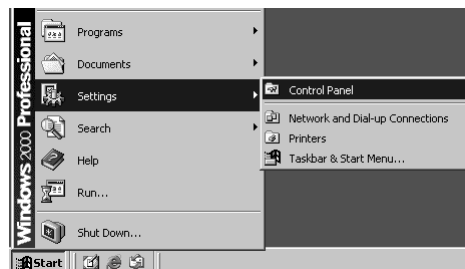 Windows 2000 Professional
Programs
Documents
Settings
Search
Help
Run...
Shut Down...
Control Panel
Network and Dial-up Connections
Printers
Taskbar & Start Menu...
Start